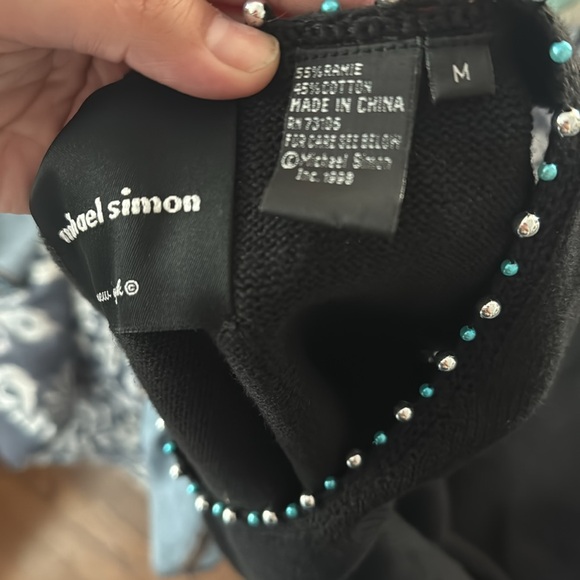 55%RAMIE
45%COTTON
MADE IN CHINA
RN 73105
FOR CARE SEE BELOW
©Michael Simon
Inc.1998
M
michael simon
©